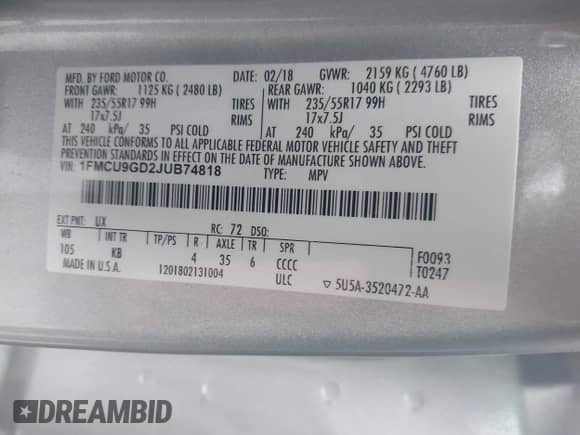 MFD. BY FORD MOTOR CO. DATE: 02/18 GVWR: 2159 KG ( 4760 LB)
FRONT GAWR: 1125 KG ( 2480 LB) REAR GAWR: 1040 KG ( 2293 LB)
235/55R17 99H TIRES 235/55R17 99H TIRES
17x7.5J RIMS 17x7.5J RIMS
AT 240 kPa/ 35 PSI COLD AT 240 kPa/ 35 PSI COLD
THIS VEHICLE CONFORMS TO ALL APPLICABLE FEDERAL MOTOR VEHICLE SAFETY AND THEFT
PREVENTION STANDARDS IN EFFECT ON THE DATE OF MANUFACTURE SHOWN ABOVE.
VIN: 1FMCU9GD2JUB74818 TYPE: MPV
EXT PNT: UX RC: 72 DSO:
WB INT TR TP/PS R AXLE TR SPR F0093
105 KB 4 35 6 CCCC T0247
MADE IN U.S.A. 1201802131004 ULC ▽ 5U5A-3520472-AA
DREAMBID